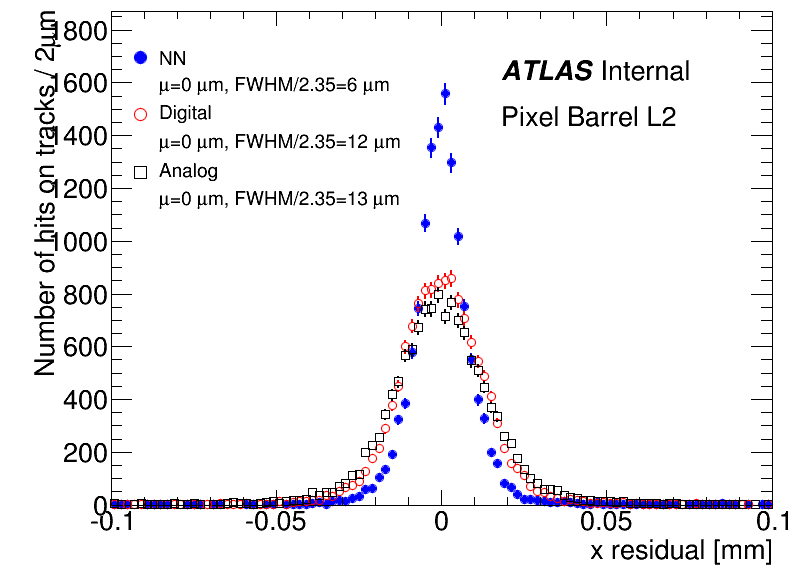 Number of hits on tracks / 2μm
1800
1600
1400
1200
1000
800
600
400
200
0
NN
μ=0 μm, FWHM/2.35=6 μm
Digital
μ=0 μm, FWHM/2.35=12 μm
Analog
μ=0 μm, FWHM/2.35=13 μm
ATLAS Internal
Pixel Barrel L2
-0.1 -0.05 0 0.05 0.1
x residual [mm]